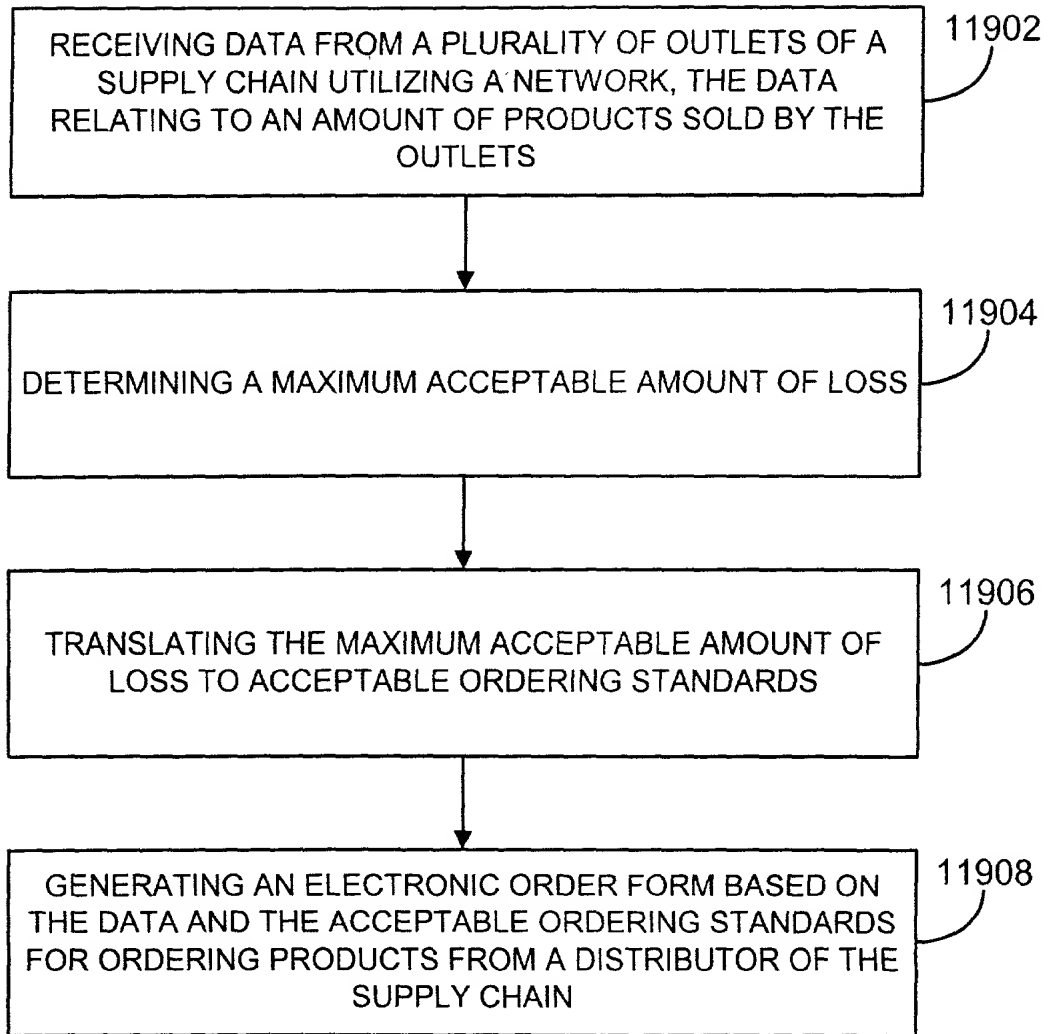 RECEIVING DATA FROM A PLURALITY OF OUTLETS OF A
SUPPLY CHAIN UTILIZING A NETWORK, THE DATA
RELATING TO AN AMOUNT OF PRODUCTS SOLD BY THE
OUTLETS
11902
DETERMINING A MAXIMUM ACCEPTABLE AMOUNT OF LOSS
11904
TRANSLATING THE MAXIMUM ACCEPTABLE AMOUNT OF
LOSS TO ACCEPTABLE ORDERING STANDARDS
11906
GENERATING AN ELECTRONIC ORDER FORM BASED ON
THE DATA AND THE ACCEPTABLE ORDERING STANDARDS
FOR ORDERING PRODUCTS FROM A DISTRIBUTOR OF THE
SUPPLY CHAIN
11908